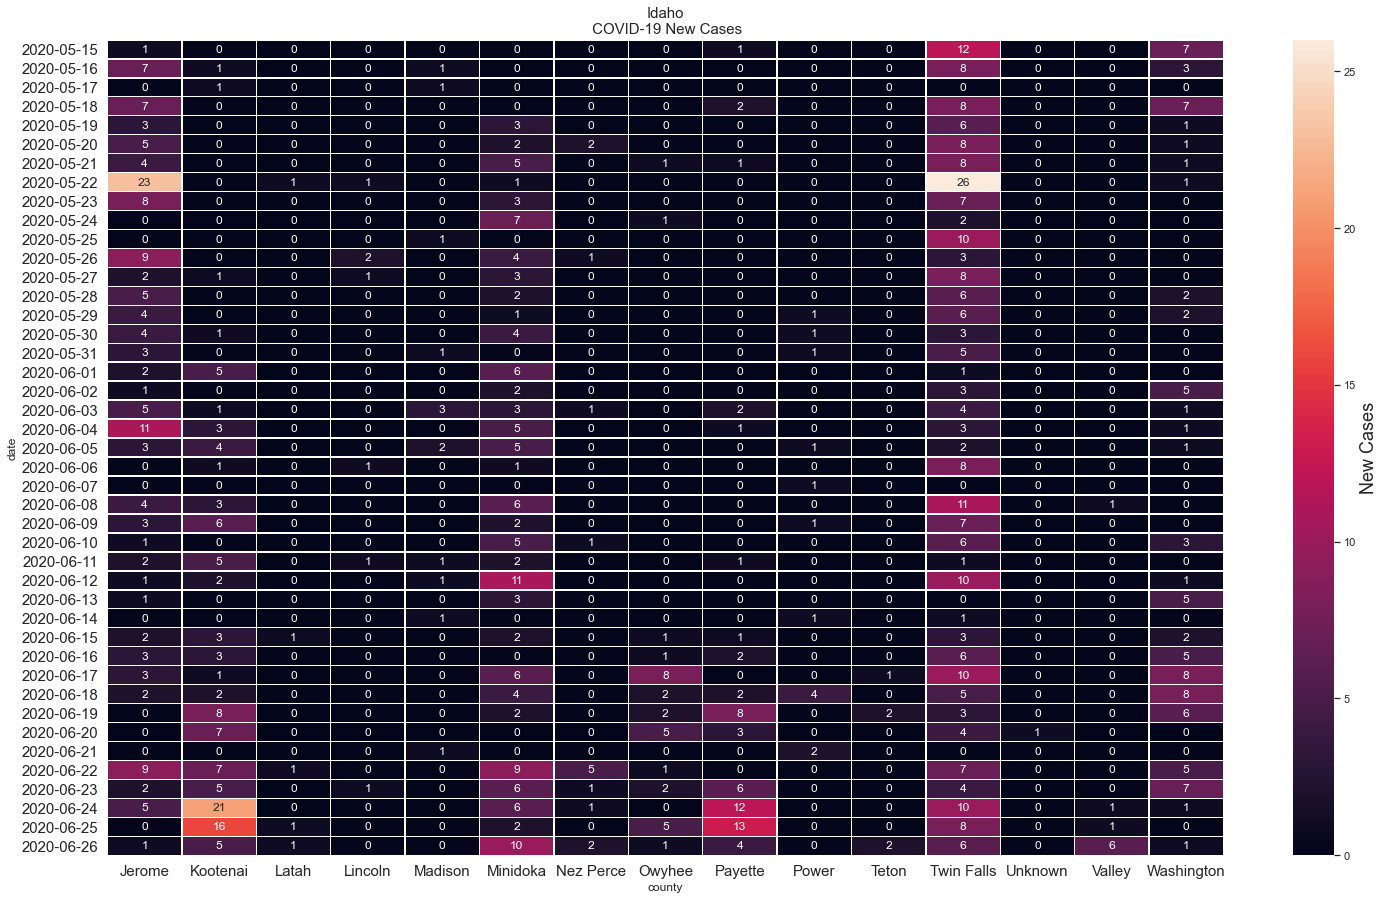 Idaho
COVID-19 New Cases
2020-05-15 1 0 0 0 0 0 0 0 1 0 0 12 0 0 7
2020-05-16 7 1 0 0 1 0 0 0 0 0 0 8 0 0 3
2020-05-17 0 1 0 0 1 0 0 0 0 0 0 0 0 0 0
2020-05-18 7 0 0 0 0 0 0 0 2 0 0 8 0 0 7
2020-05-19 3 0 0 0 0 3 0 0 0 0 0 6 0 0 1
2020-05-20 5 0 0 0 0 2 2 0 0 0 0 8 0 0 1
2020-05-21 4 0 0 0 0 5 0 1 1 0 0 8 0 0 1
2020-05-22 23 0 1 1 0 1 0 0 0 0 0 26 0 0 1
2020-05-23 8 0 0 0 0 3 0 0 0 0 0 7 0 0 0
2020-05-24 0 0 0 0 0 7 0 1 0 0 0 2 0 0 0
2020-05-25 0 0 0 0 1 0 0 0 0 0 0 10 0 0 0
2020-05-26 9 0 0 2 0 4 1 0 0 0 0 3 0 0 0
2020-05-27 2 1 0 1 0 3 0 0 0 0 0 8 0 0 0
2020-05-28 5 0 0 0 0 2 0 0 0 0 0 6 0 0 2
2020-05-29 4 0 0 0 0 1 0 0 0 1 0 6 0 0 2
2020-05-30 4 1 0 0 0 4 0 0 0 1 0 3 0 0 0
2020-05-31 3 0 0 0 1 0 0 0 0 1 0 5 0 0 0
2020-06-01 2 5 0 0 0 6 0 0 0 0 0 1 0 0 0
2020-06-02 1 0 0 0 0 2 0 0 0 0 0 3 0 0 5
2020-06-03 5 1 0 0 3 3 1 0 2 0 0 4 0 0 1
2020-06-04 11 3 0 0 0 5 0 0 1 0 0 3 0 0 1
2020-06-05 3 4 0 0 2 5 0 0 0 1 0 2 0 0 1
2020-06-06 0 1 0 1 0 1 0 0 0 0 0 8 0 0 0
2020-06-07 0 0 0 0 0 0 0 0 0 1 0 0 0 0 0
2020-06-08 4 3 0 0 0 6 0 0 0 0 0 11 0 1 0
2020-06-09 3 6 0 0 0 2 0 0 0 1 0 7 0 0 0
2020-06-10 1 0 0 0 0 5 1 0 0 0 0 6 0 0 3
2020-06-11 2 5 0 1 1 2 0 0 1 0 0 1 0 0 0
2020-06-12 1 2 0 0 1 11 0 0 0 0 0 10 0 0 1
2020-06-13 1 0 0 0 0 3 0 0 0 0 0 0 0 0 5
2020-06-14 0 0 0 0 1 0 0 0 0 1 0 1 0 0 0
2020-06-15 2 3 1 0 0 2 0 1 1 0 0 3 0 0 2
2020-06-16 3 3 0 0 0 0 0 1 2 0 0 6 0 0 5
2020-06-17 3 1 0 0 0 6 0 8 0 0 1 10 0 0 8
2020-06-18 2 2 0 0 0 4 0 2 2 4 0 5 0 0 8
2020-06-19 0 8 0 0 0 2 0 2 8 0 2 3 0 0 6
2020-06-20 0 7 0 0 0 0 0 5 3 0 0 4 1 0 0
2020-06-21 0 0 0 0 1 0 0 0 0 2 0 0 0 0 0
2020-06-22 9 7 1 0 0 9 5 1 0 0 0 7 0 0 5
2020-06-23 2 5 0 1 0 6 1 2 6 0 0 4 0 0 7
2020-06-24 5 21 0 0 0 6 1 0 12 0 0 10 0 1 1
2020-06-25 0 16 1 0 0 2 0 5 13 0 0 8 0 1 0
2020-06-26 1 5 1 0 0 10 2 1 4 0 2 6 0 6 1
Jerome Kootenai Latah Lincoln Madison Minidoka Nez Perce Owyhee Payette Power Teton Twin Falls Unknown Valley Washington
county
date
25
20
15
10
5
0
New Cases